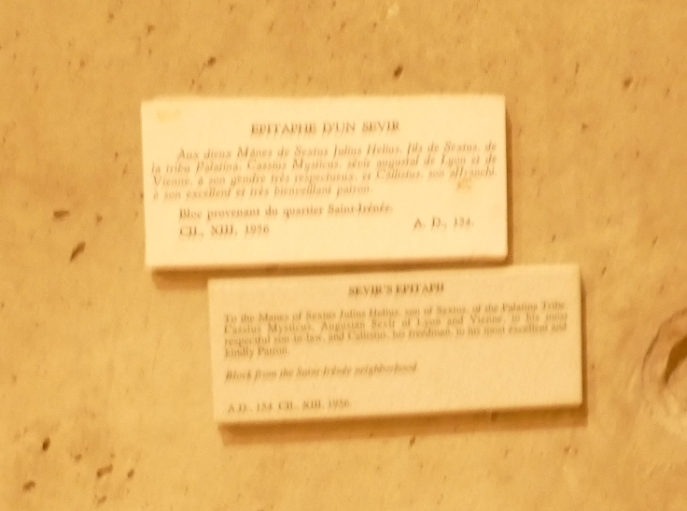 EPITAPHE D'UN SEVIR
Aux dieux Mânes de Sextus Julius Helius, fils de Sextus, de
la tribu Palatina, Cassius Mysticus, sévir augustal de Lyon et de
Vienne, à son gendre très respectueux, et Callistus, son affranchi
à son excellent et très bienveillant patron.
Bloc provenant du quartier Saint-Irénée.
CIL, XIII, 1956
A. D., 134.
SEVIR'S EPITAPH
To the Manes of Sextus Julius Helius, son of Sextus, of the Palatina Tribe
Cassius Mysticus, Augustan Sevir of Lyon and Vienne, to his most
respectful son in law, and Callistus, his freedman, to his most excellent and
kindly Patron.
Block from the Saint-Irénée neighborhood
A.D., 134. CIL, XIII, 1956